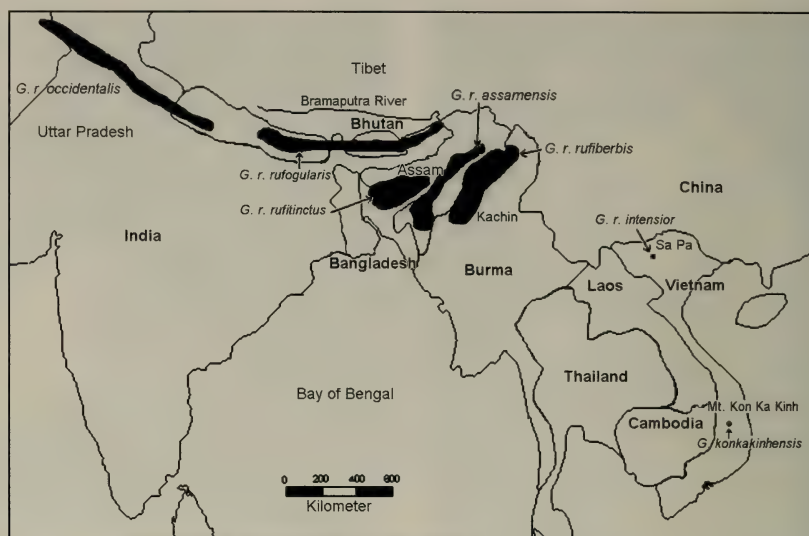 Tibet
G. r. occidentalis
Bramaputra River
G. r. assamensis
Uttar Pradesh
Bhutan
G. r. rufiberbis
G. r. rufogularis
Assam
G. r. rufitinctus
China
Kachin
G. r. intensior
Sa Pa
India
Bangladesh
Burma
Laos
Vietnam
Thailand
Bay of Bengal
Mt. Kon Ka Kinh
Cambodia
G. konkakinhensis
0 200 400 600
Kilometer